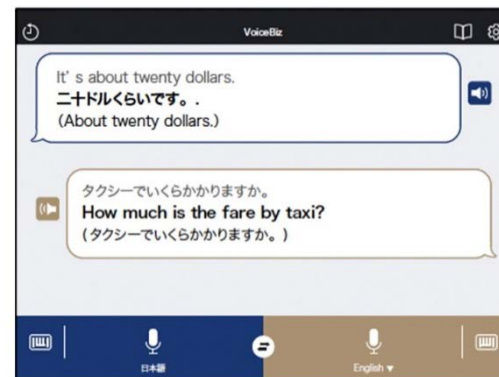 VoiceBiz
It's about twenty dollars.
二十ドルくらいです。.
(About twenty dollars.)
タクシーでいくらかかりますか。
How much is the fare by taxi?
(タクシーでいくらかかりますか。)
日本語
English ▼